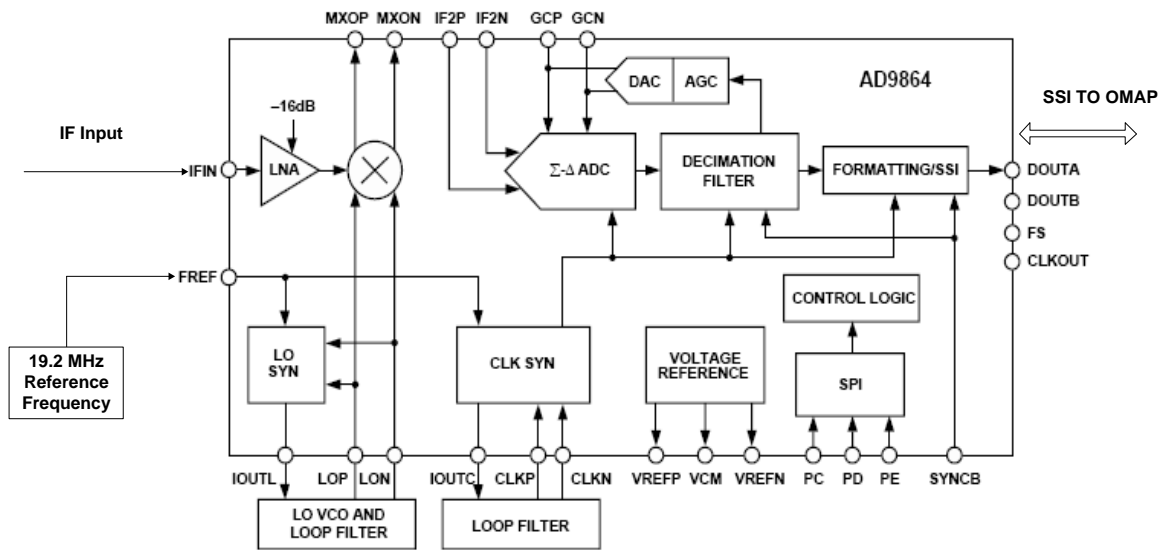 MXOP MXON IF2P IF2N GCP GCN
DAC AGC
AD9864
SSI TO OMAP
–16dB
IF Input
IFIN
LNA
Σ-Δ ADC
DECIMATION
FILTER
FORMATTING/SSI
DOUTA
DOUTB
FS
CLKOUT
FREF
CONTROL LOGIC
19.2 MHz
Reference
Frequency
LO
SYN
CLK SYN
VOLTAGE
REFERENCE
SPI
IOUTL LOP LON IOUTC CLKP CLKN VREFP VCM VREFN PC PD PE SYNCB
LO VCO AND
LOOP FILTER
LOOP FILTER